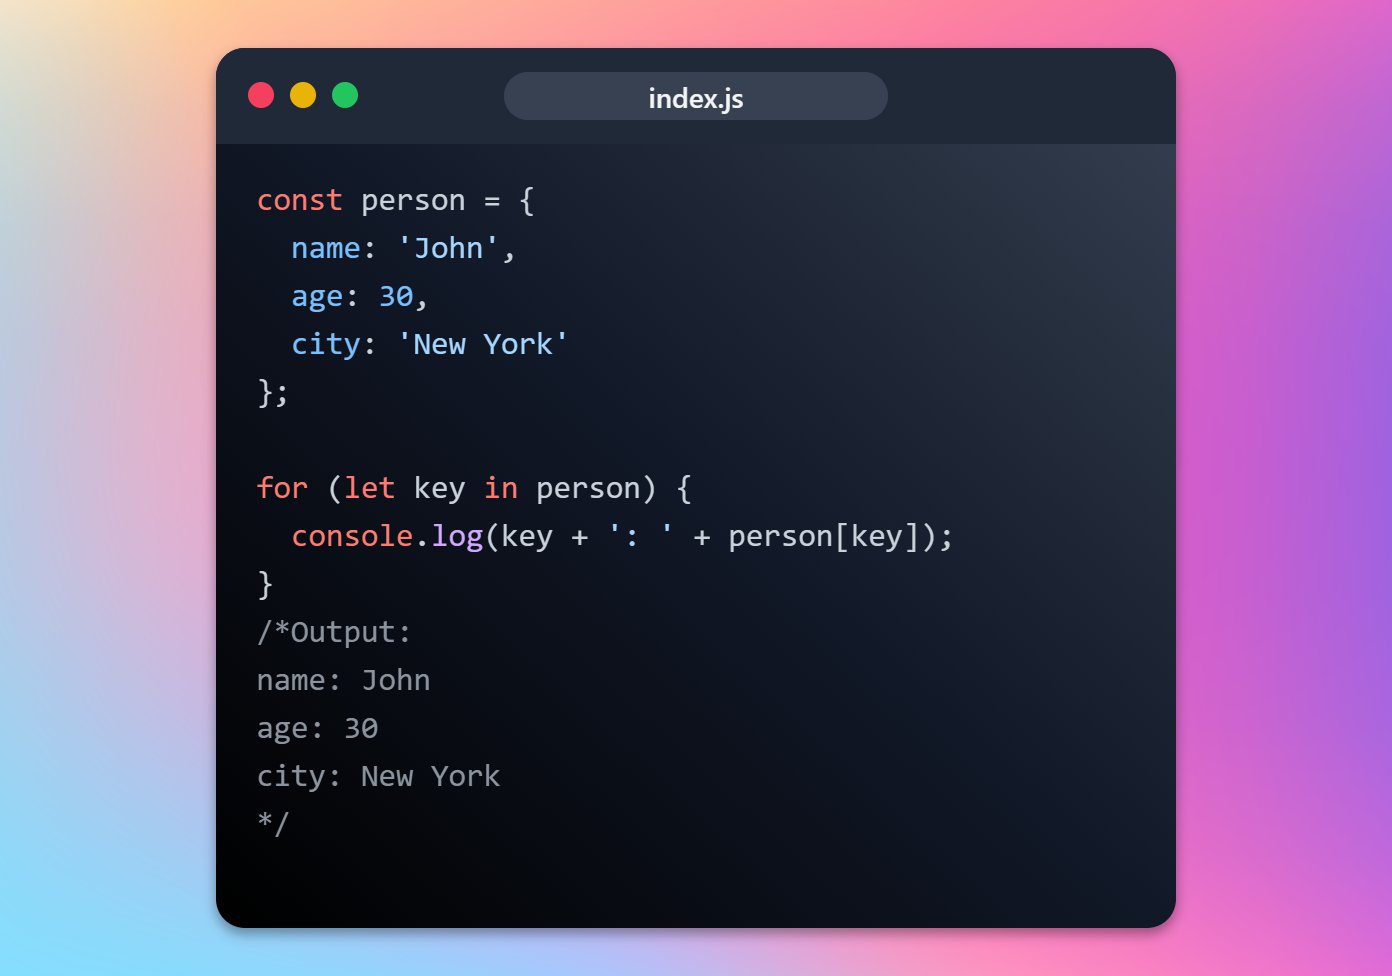 index.js
const person = {
  name: 'John',
  age: 30,
  city: 'New York'
};

for (let key in person) {
  console.log(key + ': ' + person[key]);
}
/*Output:
name: John
age: 30
city: New York
*/